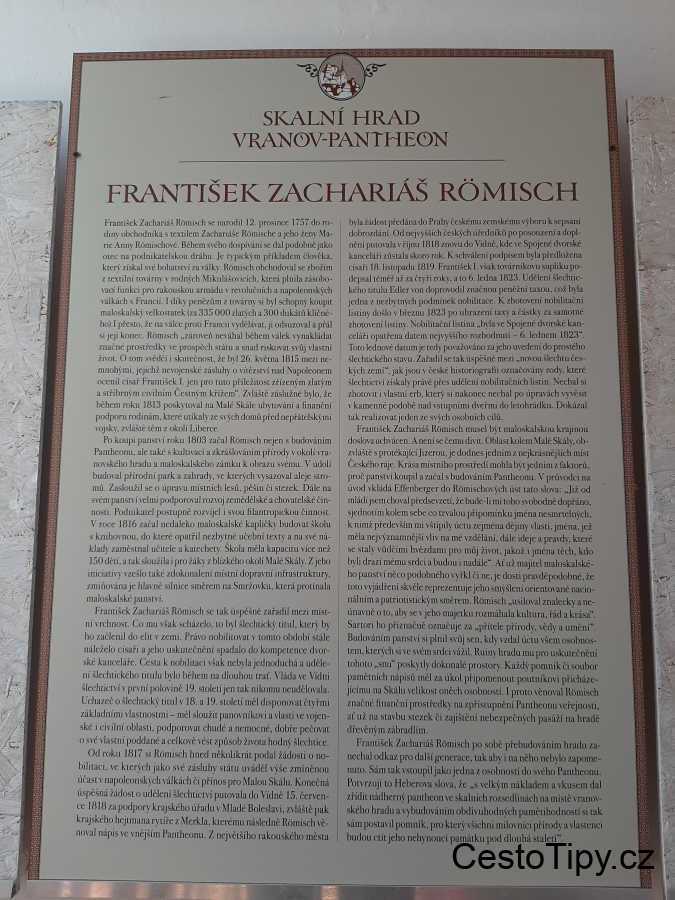 SKALNÍ HRAD
VRANOV-PANTHEON
FRANTIŠEK ZACHARIÁŠ RÖMISCH
František Zachariáš Römisch se narodil 12. prosince 1757 do ro-
diny obchodníka s textilem Zachariáše Römische a jeho ženy Ma-
rie Anny Römischové. Během svého dospívání se dal podobně jako
otec na podnikatelskou dráhu. Je typickým příkladem člověka,
který získal své bohatství za války. Römisch obchodoval se zbožím
z textilní továrny v rodných Mikulášovicích, která plnila zásobo-
vací funkci pro rakouskou armádu v revolučních a napoleonských
válkách s Francií. I díky penězům z továrny si byl schopný koupit
maloskalský velkostatek (za 335 000 zlatých a 300 dukátů klíčné-
ho). I přesto, že na válce proti Francii vydělával, ji odsuzoval a přál
si její konec. Römisch „zároveň neváhal během válek vynakládat
značné prostředky ve prospěch státu a snad riskovat svůj vlastní
život. O tom svědčí i skutečnost, že byl 26. května 1815 mezi ne-
mnohými, jejichž nevojenské zásluhy o vítězství nad Napoleonem
ocenil císař František I. jen pro tuto příležitost zřízeným zlatým
a stříbrným civilním Čestným křížem“. Zvláště záslužné bylo, že
během roku 1813 poskytoval na Malé Skále ubytování a finanční
podporu rodinám, které utíkaly ze svých domů před nepřátelskými
vojsky, zvláště těm z okolí Liberce.
Po koupi panství roku 1803 začal Römisch nejen s budováním
Pantheonu, ale také s kultivací a zkrášlováním přírody v okolí vra-
novského hradu a maloskalského zámku k obrazu svému. V údolí
budoval přírodní park a zahrady, ve kterých vysazoval aleje stro-
mů. Zasloužil se o úpravu místních lesů, pěšin či stezek. Dále na
svém panství velmi podporoval rozvoj zemědělské a chovatelské čin-
nosti. Podnikatel postupně rozvíjel i svou filantropickou činnost.
V roce 1816 začal nedaleko maloskalské kapličky budovat školu
s knihovnou, do které opatřil nezbytné učební texty a na své ná-
klady zaměstnal učitele a katechety. Škola měla kapacitu více než
150 dětí, a tak sloužila i pro žáky z blízkého okolí Malé Skály. Z jeho
iniciativy vzešlo také zdokonalení místní dopravní infrastruktury,
zmiňována je hlavně silnice směrem na Smržovku, která protínala
maloskalské panství.
František Zachariáš Römisch se tak úspěšně zařadil mezi míst-
ní vrchnost. Co mu však scházelo, to byl šlechtický titul, který by
ho začlenil do elit v zemi. Právo nobilitovat v tomto období stále
náleželo císaři a jeho uskutečnění spadalo do kompetence dvor-
ské kanceláře. Cesta k nobilitaci však nebyla jednoduchá a uděle-
ní šlechtického titulu bylo během na dlouhou trať. Vláda ve Vídni
šlechtictví v první polovině 19. století jen tak nikomu neudělovala.
Uchazeč o šlechtický titul v 18. a 19. století měl disponovat čtyřmi
základními vlastnostmi – měl sloužit panovníkovi a vlasti ve vojen-
ské i civilní oblasti, podporovat chudé a nemocné, dobře pečovat
o své vlastní poddané a celkově vést způsob života hodný šlechtice.
Od roku 1817 si Römisch hned několikrát podal žádosti o no-
bilitaci, ve kterých jako své zásluhy státu uváděl výše zmíněnou
účast v napoleonských válkách či přínos pro Malou Skálu. Konečná
úspěšná žádost o udělení šlechtictví putovala do Vídně 15. červen-
ce 1818 za podpory krajského úřadu v Mladé Boleslavi, zvláště pak
krajského hejtmana rytíře z Merkla, kterému následně Römisch vě-
noval nápis ve vnějším Pantheonu. Z největšího rakouského města
byla žádost předána do Prahy českému zemskému výboru k sepsání
dobrozdání. Od nejvyšších českých úředníků po posouzení a dopl-
nění putovala v říjnu 1818 znovu do Vídně, kde ve Spojené dvorské
kanceláři zůstala skoro rok. K schválení podpisem byla předložena
císaři 18. listopadu 1819. František I. však továrníkovu supliku po-
depsal téměř až za čtyři roky, a to 6. ledna 1823. Udělení šlechtic-
kého titulu Edler von doprovodil značnou peněžní taxou, což byla
jedna z nezbytných podmínek nobilitace. K zhotovení nobilitační
listiny došlo v březnu 1823 po uhrazení taxy a částky za samotné
zhotovení listiny. Nobilitační listina „byla ve Spojené dvorské kan-
celáři opatřena datem nejvyššího rozhodnutí – 6. lednem 1823“.
Toto lednové datum je tedy považováno za jeho uvedení do prostého
šlechtického stavu. Zařadil se tak úspěšně mezi „novou šlechtu čes-
kých zemí“, jak jsou v české historiografii označovány rody, které
šlechtictví získaly práve přes udělení nobilitačních listin. Nechal si
zhotovit i vlastní erb, který si nakonec nechal po úpravách vyvěsit
v kamenné podobě nad vstupními dveřmi do letohrádku. Dokázal
tak realizovat jeden ze svých osobních cílů.
František Zachariáš Römisch musel být maloskalskou krajinou
doslova uchvácen. A není se čemu divit. Oblast kolem Malé Skály, ob-
zvláště s protékající Jizerou, je dodnes jedním z nejkrásnějších míst
Českého ráje. Krása místního prostředí mohla být jedním z faktorů,
proč panství koupil a začal s budováním Pantheonu. V průvodci na
úvod vkládá Effenberger do Römischových úst tato slova: „Již od
mládí jsem choval předsevzetí, že bude-li mi toho svobodně dopřáno,
sjednotím kolem sebe co trvalou připomínku jména nesmrtelných,
k nimž především mi vštípily úctu zejména dějiny vlasti, jména, jež
měla nejvýznamnější vliv na mé vzdělání, dále ideje a pravdy, které
se staly vůdčími hvězdami pro můj život, jakož i jména těch, kdo
byli drazí mému srdci a budou i nadále“. Ať už majitel maloskalské-
ho panství něco podobného vyřkl či ne, je dosti pravděpodobné, že
toto vyjádření skvěle reprezentuje jeho smýšlení orientované nacio-
nálním a patriotistickým směrem. Römisch „usiloval znalecky a ne-
únavně o to, aby se v jeho majetku rozmáhala kultura, řád a krása“.
Sartori ho příznačně označuje za „přítele přírody, vědy a umění“.
Budováním panství si plnil svůj sen, kdy vzdal úctu všem osobnos-
tem, kterých si ve svém srdci vážil. Ruiny hradu mu pro uskutečnění
tohoto „snu“ poskytly dokonalé prostory. Každý pomník či soubor
pamětních nápisů měl za úkol připomenout poutníkovi přicháze-
jícímu na Skálu velikost oněch osobností. I proto věnoval Römisch
značné finanční prostředky na zpřístupnění Pantheonu veřejnosti,
ať už na stavbu stezek či zajištění nebezpečných pasáží na hradě
dřevěným zábradlím.
František Zachariáš Römisch po sobě přebudováním hradu za-
nechal odkaz pro další generace, tak aby i na něho nebylo zapome-
nuto. Sám tak vstoupil jako jedna z osobností do svého Pantheonu.
Potvrzují to Heberova slova, že „s velkým nákladem a vkusem dal
zřídit nádherný pantheon ve skalních rozsedlinách na místě vranov-
ského hradu a vybudováním obdivuhodných pamětihodností si tak
sám postavil pomník, pro který všichni milovníci přírody a vlastenci
budou ctít jeho nehynoucí památku pod dlouhá staletí“.
CestoTipy.cz